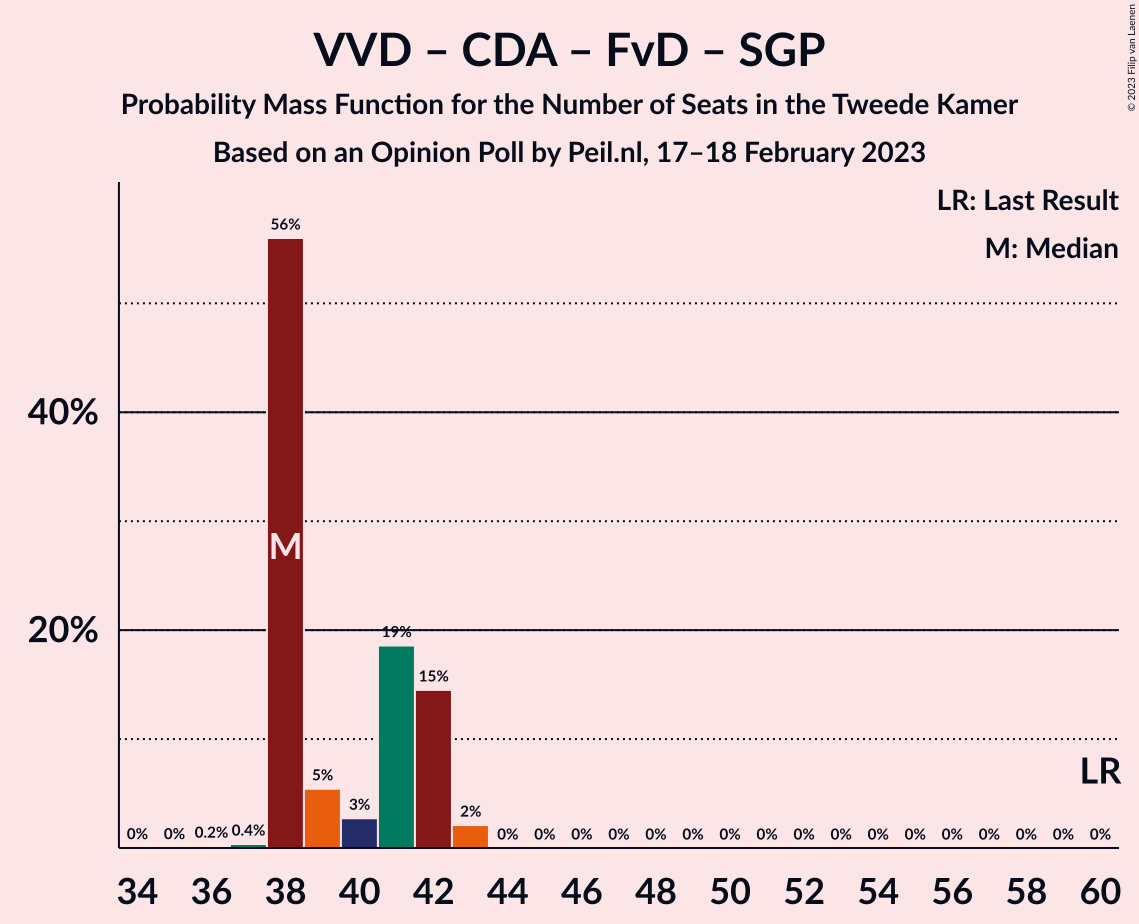 VVD – CDA – FvD – SGP
Probability Mass Function for the Number of Seats in the Tweede Kamer
Based on an Opinion Poll by Peil.nl, 17–18 February 2023
© 2023 Filip van Laenen
LR: Last Result
M: Median
56%
40%
M
20%
19%
15%
LR
5%
3%
2%
0% 0% 0.2% 0.4% 0% 0% 0% 0% 0% 0% 0% 0% 0% 0% 0% 0% 0% 0% 0% 0% 0%
34 36 38 40 42 44 46 48 50 52 54 56 58 60